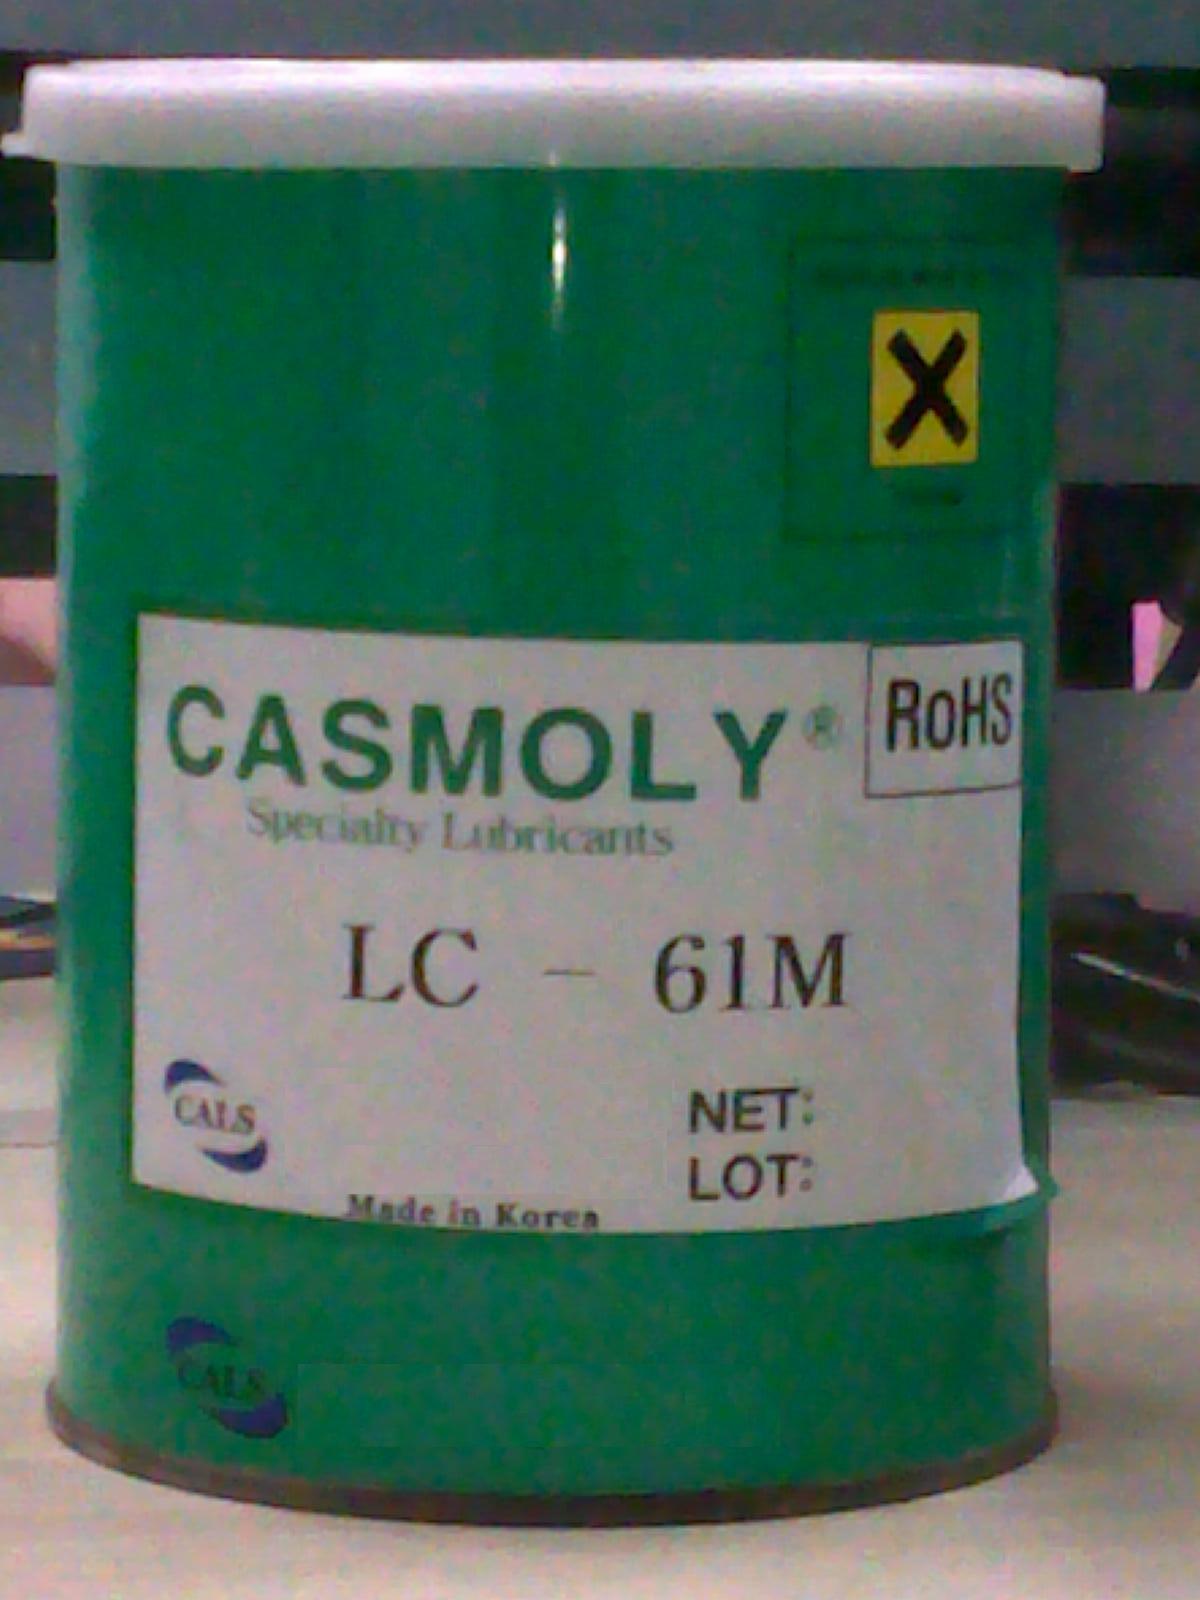 CASMOLY®
RoHS
Specialty Lubricants
LC - 61M
CALS
NET:
LOT:
Made in Korea
CALS